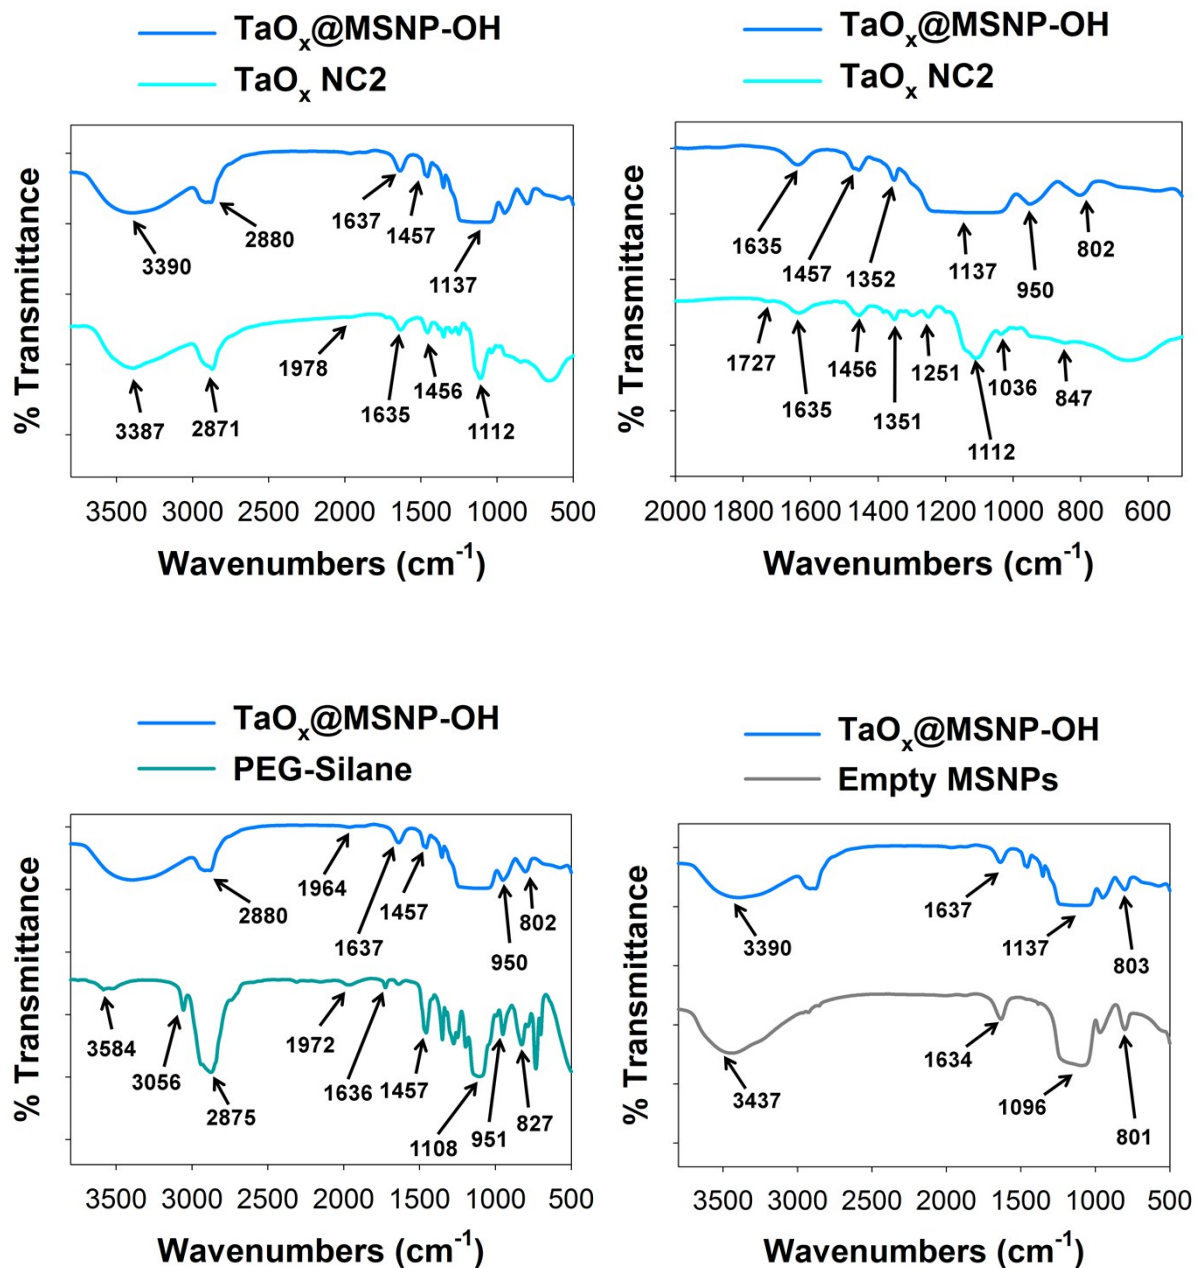 TaOx@MSNP-OH
TaOx NC2
% Transmittance
3390
2880
1637
1457
1137
3387
2871
1978
1635
1456
1112
3500 3000 2500 2000 1500 1000 500
Wavenumbers (cm-1)
TaOx@MSNP-OH
TaOx NC2
% Transmittance
1635
1457
1352
1137
950
802
1727
1635
1456
1351
1251
1112
1036
847
2000 1800 1600 1400 1200 1000 800 600
Wavenumbers (cm-1)
TaOx@MSNP-OH
PEG-Silane
% Transmittance
2880
1964
1637
1457
950
802
3584
3056
2875
1972
1636
1457
1108
951
827
3500 3000 2500 2000 1500 1000 500
Wavenumbers (cm-1)
TaOx@MSNP-OH
Empty MSNPs
% Transmittance
3390
1637
1137
803
3437
1634
1096
801
3500 3000 2500 2000 1500 1000 500
Wavenumbers (cm-1)